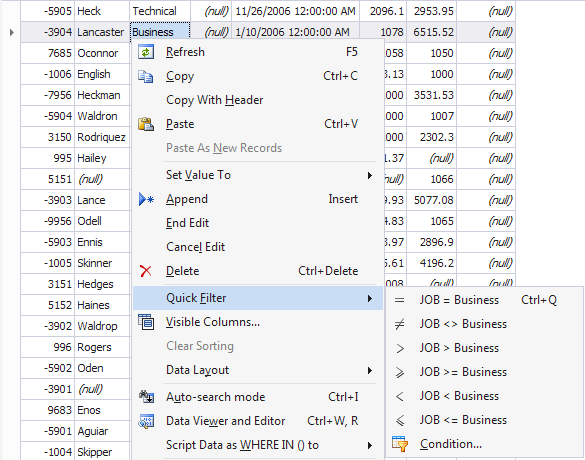 -5905 Heck Technical (null) 11/26/2006 12:00:00 AM 2096.1 2953.95 (null)
-3904 Lancaster Business (null) 1/10/2006 12:00:00 AM 1078 6515.52 (null)
7685 Oconnor Refresh F5 058 1050 (null)
-1006 English Copy Ctrl+C 3.13 1000 (null)
-7956 Heckman Copy With Header 000 3531.53 (null)
-5904 Waldron Paste Ctrl+V 000 1007 (null)
3150 Rodriquez Paste As New Records 000 2302.3 (null)
995 Hailey 1.37 (null) (null)
5151 (null) Set Value To (null) 1066 (null)
-3903 Lance Append Insert 9.93 5077.08 (null)
-9956 Odell End Edit 4.83 1065 (null)
-5903 Ennis Cancel Edit 3.97 2896.9 (null)
-1005 Skinner Delete Ctrl+Delete 5.61 4196.2 (null)
3151 Hedges Quick Filter 008 (null) (null)
5152 Haines = JOB = Business Ctrl+Q
-3902 Waldrop Visible Columns... ≠ JOB <> Business
996 Rogers Clear Sorting > JOB > Business
-5902 Oden Data Layout ⩾ JOB >= Business
-3901 (null) Auto-search mode Ctrl+I < JOB < Business
9683 Enos Data Viewer and Editor Ctrl+W, R ⩽ JOB <= Business
-5901 Aguiar Script Data as WHERE IN () to Condition...
-1004 Skipper